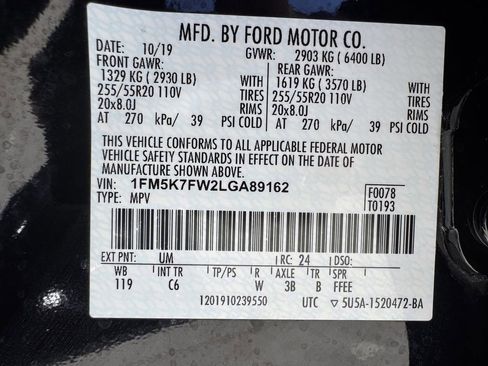 MFD. BY FORD MOTOR CO.
DATE: 10/19 GVWR: 2903 KG ( 6400 LB)
FRONT GAWR: REAR GAWR:
1329 KG ( 2930 LB) WITH 1619 KG ( 3570 LB) WITH
255/55R20 110V TIRES 255/55R20 110V TIRES
20x8.0J RIMS 20x8.0J RIMS
AT 270 kPa/ 39 PSI COLD AT 270 kPa/ 39 PSI COLD
THIS VEHICLE CONFORMS TO ALL APPLICABLE FEDERAL MOTOR
VEHICLE SAFETY STANDARDS IN EFFECT ON THE DATE OF
MANUFACTURE SHOWN ABOVE.
VIN: 1FM5K7FW2LGA89162 F0078
TYPE: MPV T0193
EXT PNT: UM RC: 24 DSO:
WB INT TR TP/PS R AXLE TR SPR
119 C6 W 3B B FFEE
1201910239550 UTC ▽ 5U5A-1520472-BA